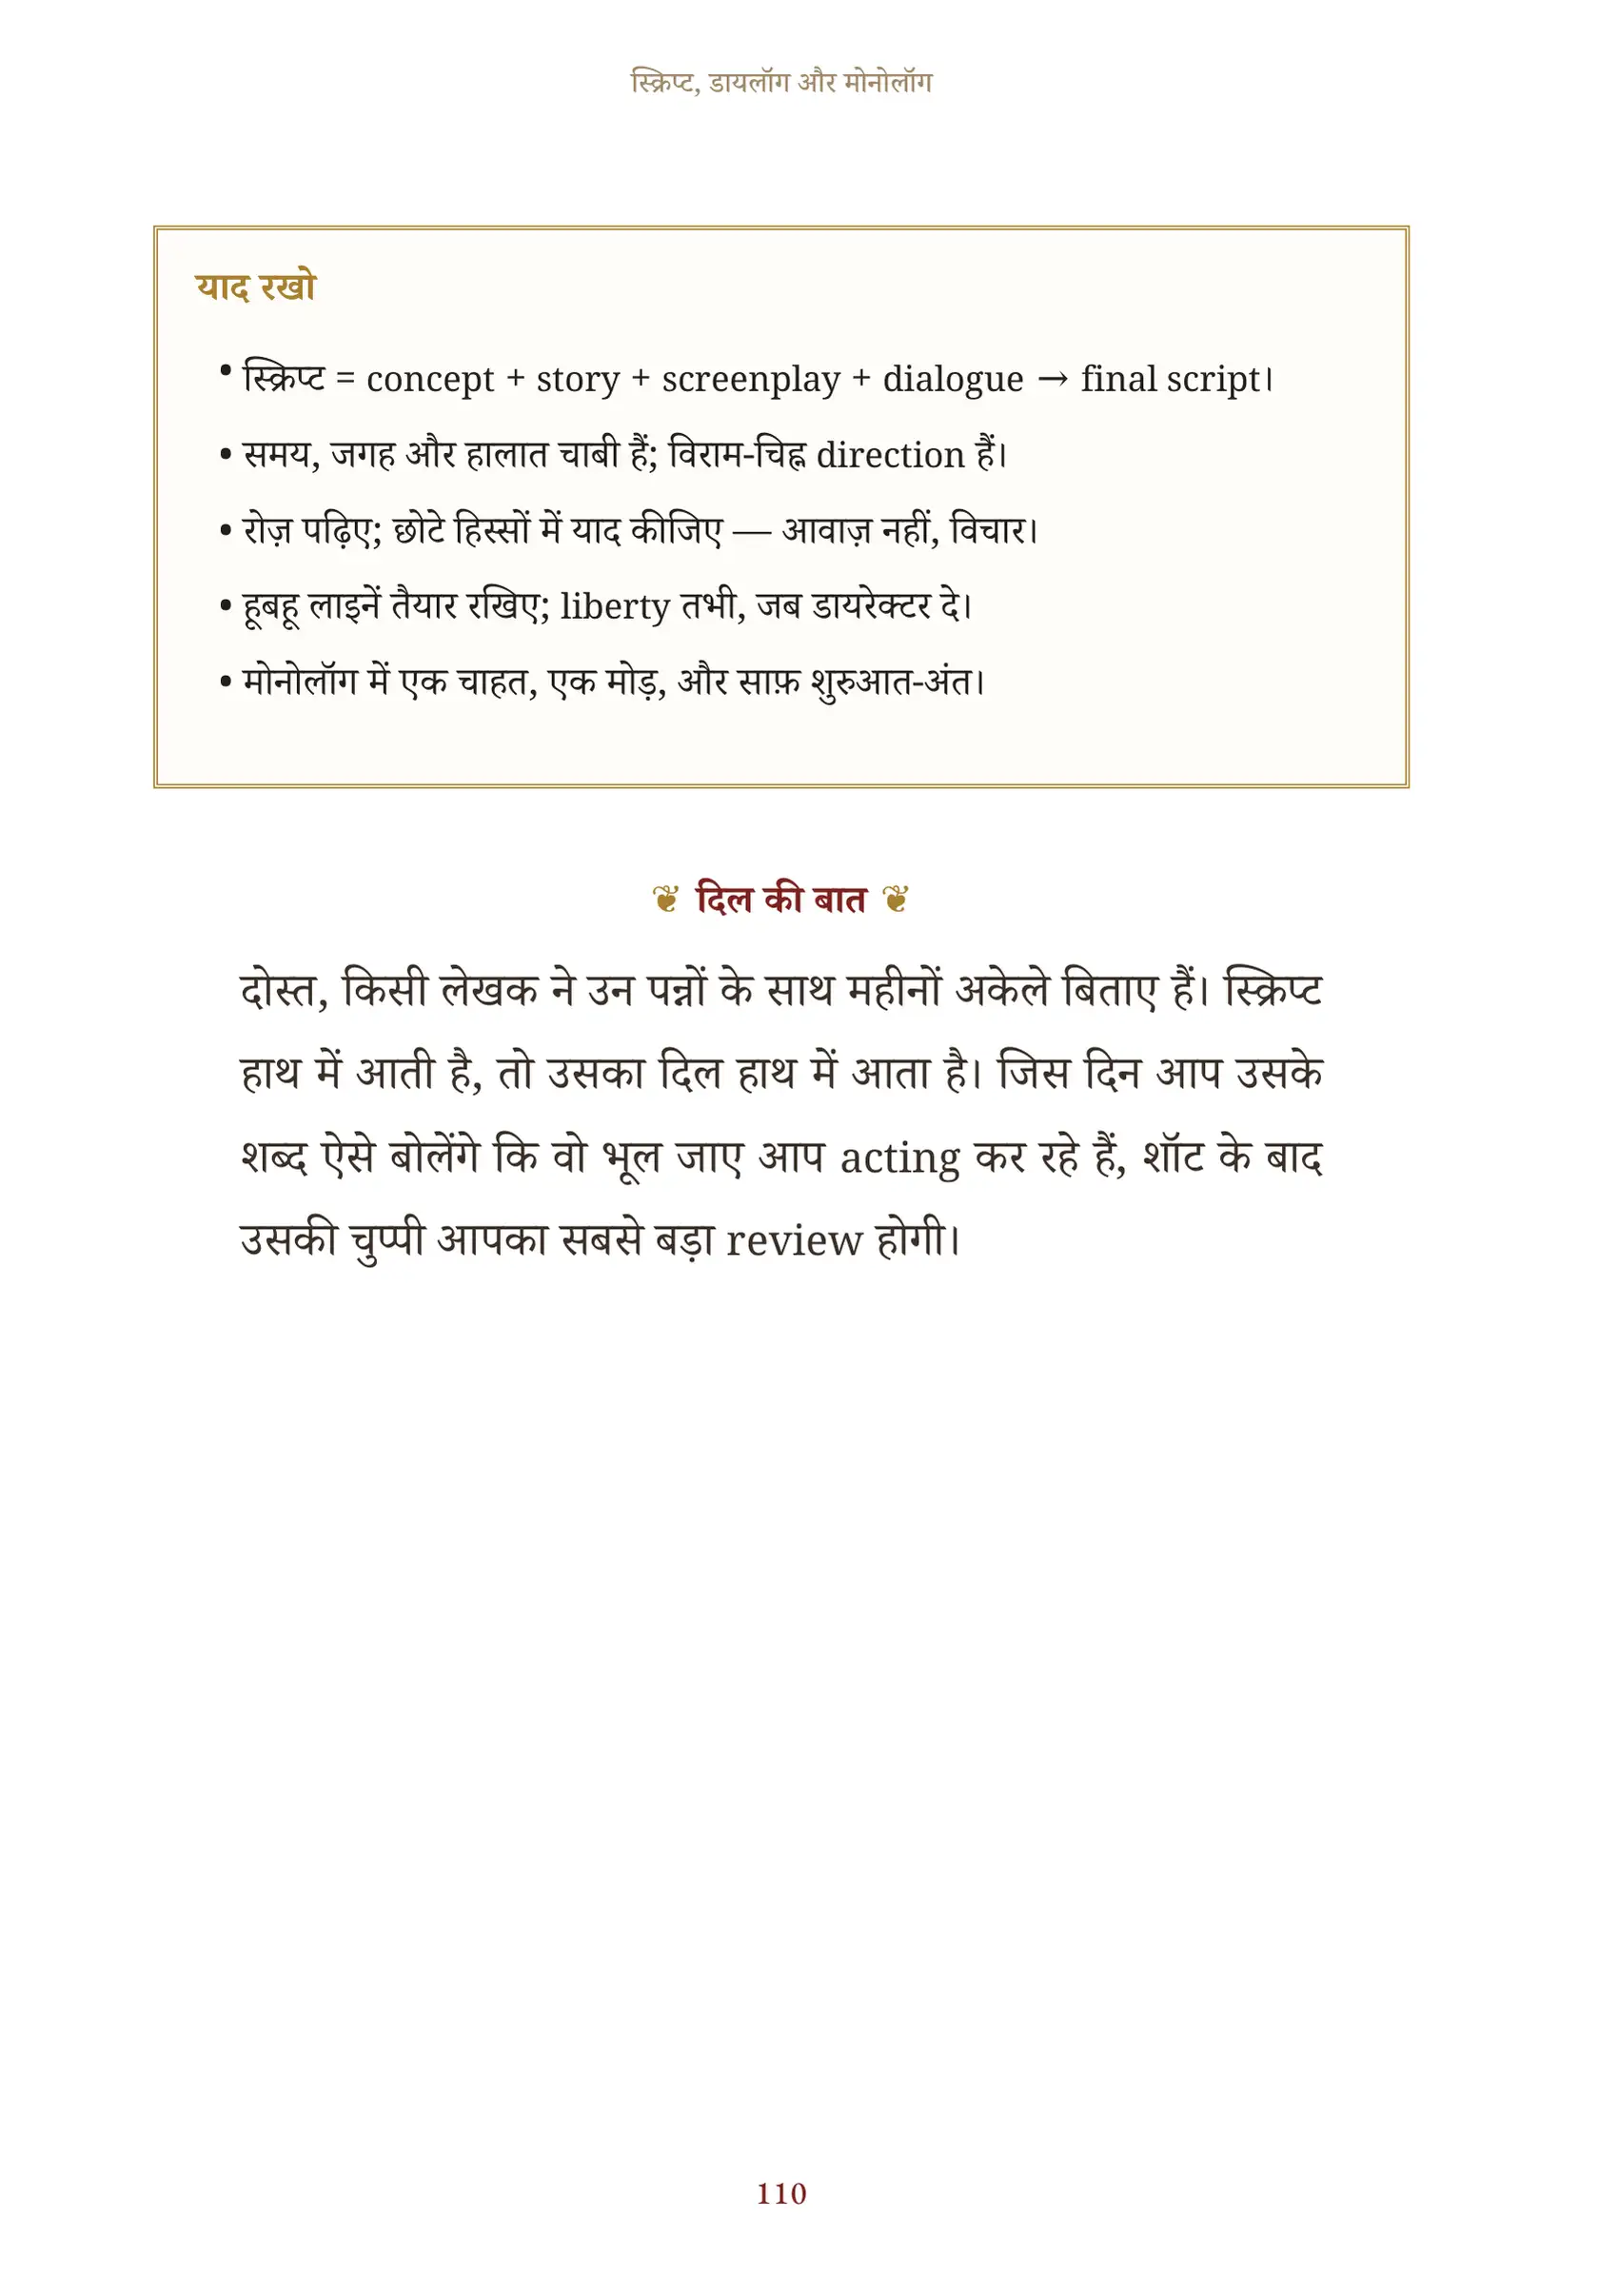 स्क्रिप्ट, डायलॉग और मोनोलॉग
याद रखो
• स्क्रिप्ट = concept + story + screenplay + dialogue → final script।
• समय, जगह और हालात चाबी हैं; विराम-चिह्न direction हैं।
• रोज़ पढ़िए; छोटे हिस्सों में याद कीजिए — आवाज़ नहीं, विचार।
• हूबहू लाइनें तैयार रखिए; liberty तभी, जब डायरेक्टर दे।
• मोनोलॉग में एक चाहत, एक मोड़, और साफ़ शुरुआत-अंत।
❦ दिल की बात ❦
दोस्त, किसी लेखक ने उन पन्नों के साथ महीनों अकेले बिताए हैं। स्क्रिप्ट
हाथ में आती है, तो उसका दिल हाथ में आता है। जिस दिन आप उसके
शब्द ऐसे बोलेंगे कि वो भूल जाए आप acting कर रहे हैं, शॉट के बाद
उसकी चुप्पी आपका सबसे बड़ा review होगी।
110